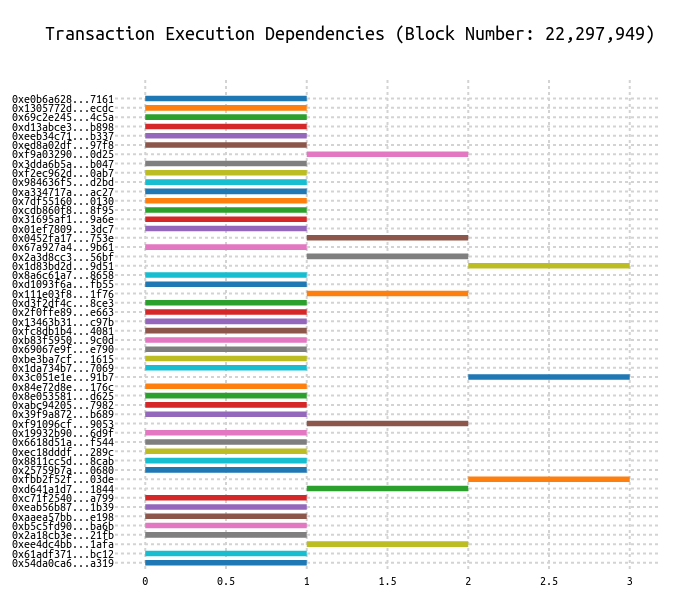 Transaction Execution Dependencies (Block Number: 22,297,949)
0xe0b6a628...7161
0x1305772d...ecdc
0x69c2e245...4c5a
0xd13abce3...b898
0xeeb34c71...b337
0xed8a02df...97f8
0xf9a03290...0d25
0x3dda6b5a...b047
0xf2ec962d...0ab7
0x984636f5...d2bd
0xa334717a...ac27
0x7df55160...0130
0xcdb860f8...8f95
0x31695af1...9a6e
0x01ef7809...3dc7
0x0452fa17...753e
0x67a927a4...9b61
0x2a3d8cc3...56bf
0x1d83bd2d...9d51
0x8a6c61a7...8658
0xd1093f6a...fb55
0x111e03f8...1f76
0xd3f2df4c...8ce3
0x2f0ffe89...e663
0x13463b31...c97b
0xfc8db1b4...4081
0xb83f5950...9c0d
0x69067e9f...e790
0xbe3ba7cf...1615
0x1da734b7...7069
0x3c051e1e...91b7
0x84e72d8e...176c
0x8e053581...d625
0xabc94205...7982
0x39f9a872...b689
0xf91096cf...9053
0x19932b90...6d9f
0x6618d51a...f544
0xec18dddf...289c
0x8811cc5d...8cab
0x25759b7a...0680
0xfbb2f52f...03de
0xd641a1d7...1844
0xc71f2540...a799
0xeab56b87...1b39
0xaaea57bb...e198
0xb5c5fd90...ba6b
0x2a18cb3e...21fb
0xee4dc4bb...1afa
0x61adf371...bc12
0x54da0ca6...a319
0 0.5 1 1.5 2 2.5 3